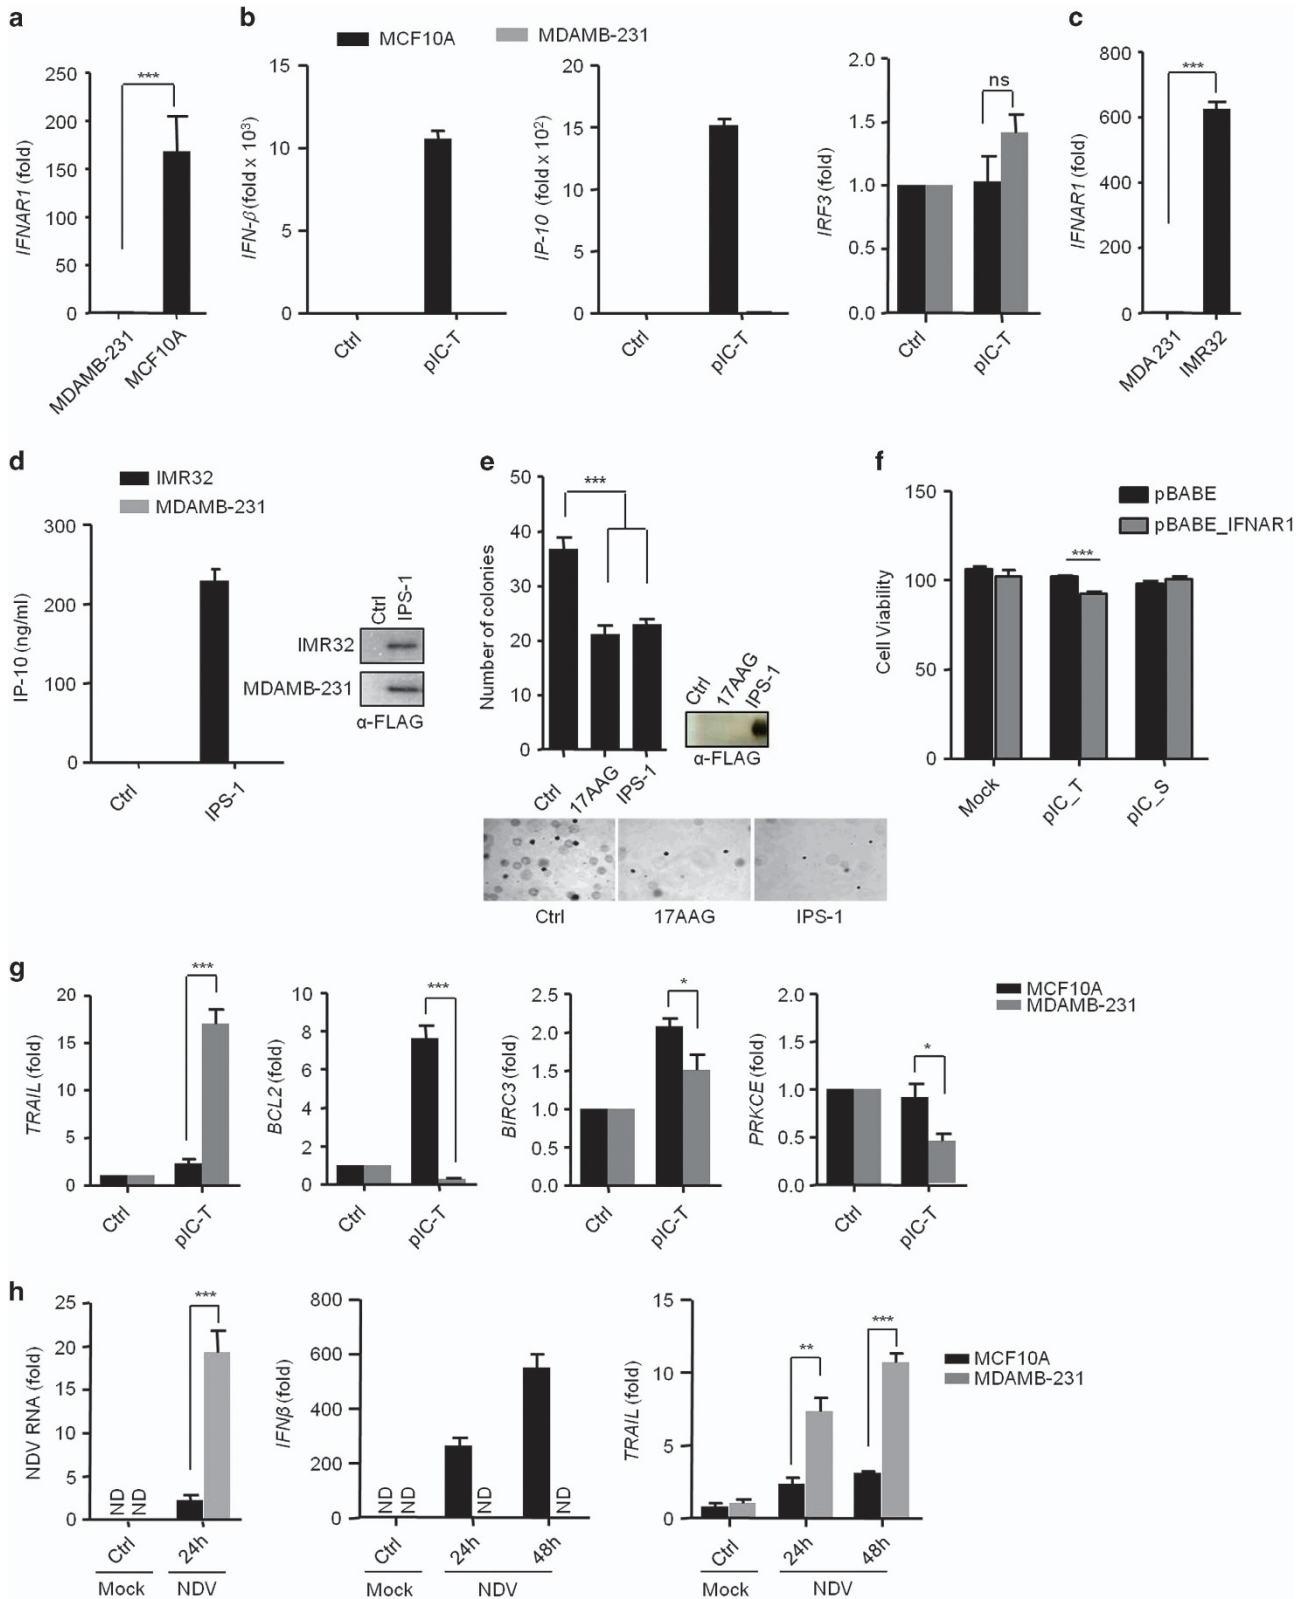 a
***
IFNAR1 (fold)
250
200
150
100
50
0
MDAMB-231
MCF10A
b
MCF10A
MDAMB-231
IFN-β (fold x 10³)
15
10
5
0
Ctrl
pIC-T
IP-10 (fold x 10²)
20
15
10
5
0
Ctrl
pIC-T
ns
IRF3 (fold)
2.0
1.5
1.0
0.5
0.0
Ctrl
pIC-T
c
***
IFNAR1 (fold)
800
600
400
200
0
MDA 231
IMR32
d
IMR32
MDAMB-231
IP-10 (ng/ml)
300
200
100
0
Ctrl
IPS-1
Ctrl
IPS-1
IMR32
MDAMB-231
α-FLAG
e
***
Number of colonies
50
40
30
20
10
0
Ctrl
17AAG
IPS-1
Ctrl
17AAG
IPS-1
α-FLAG
Ctrl
17AAG
IPS-1
f
pBABE
pBABE_IFNAR1
***
Cell Viability
150
100
50
0
Mock
pIC_T
pIC_S
g
***
TRAIL (fold)
20
15
10
5
0
Ctrl
pIC-T
***
BCL2 (fold)
10
8
6
4
2
0
Ctrl
pIC-T
*
BIRC3 (fold)
2.5
2.0
1.5
1.0
0.5
0.0
Ctrl
pIC-T
*
PRKCE (fold)
2.0
1.5
1.0
0.5
0.0
Ctrl
pIC-T
MCF10A
MDAMB-231
h
***
NDV RNA (fold)
25
20
15
10
5
0
ND
ND
Ctrl
24h
Mock
NDV
IFNβ (fold)
800
600
400
200
0
ND
ND
ND
ND
Ctrl
24h
48h
Mock
NDV
**
***
TRAIL (fold)
15
10
5
0
Ctrl
24h
48h
Mock
NDV
MCF10A
MDAMB-231